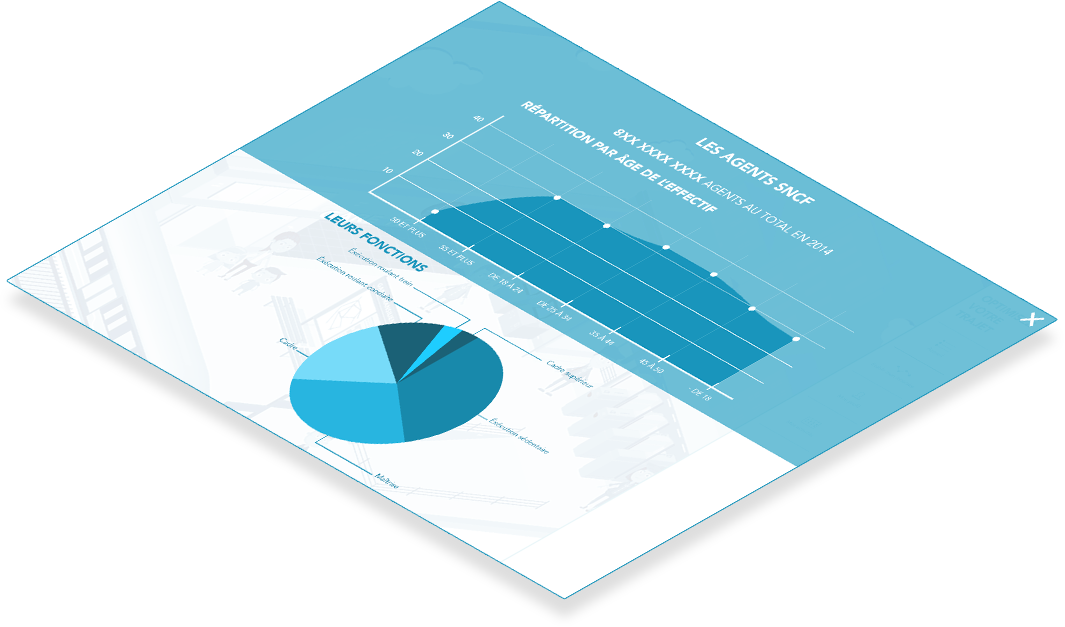 LES AGENTS SNCF
8XX XXXX XXXX AGENTS AU TOTAL EN 2014
RÉPARTITION PAR ÂGE DE L'EFFECTIF
40
30
20
10
50 ET PLUS
55 ET PLUS
DE 18 À 24
DE 25 À 34
35 À 44
45 À 50
- DE 18
LEURS FONCTIONS
Exécution roulant train
Exécution roulant conduite
Cadre
Cadre supérieur
Exécution sédentaire
Maîtrise